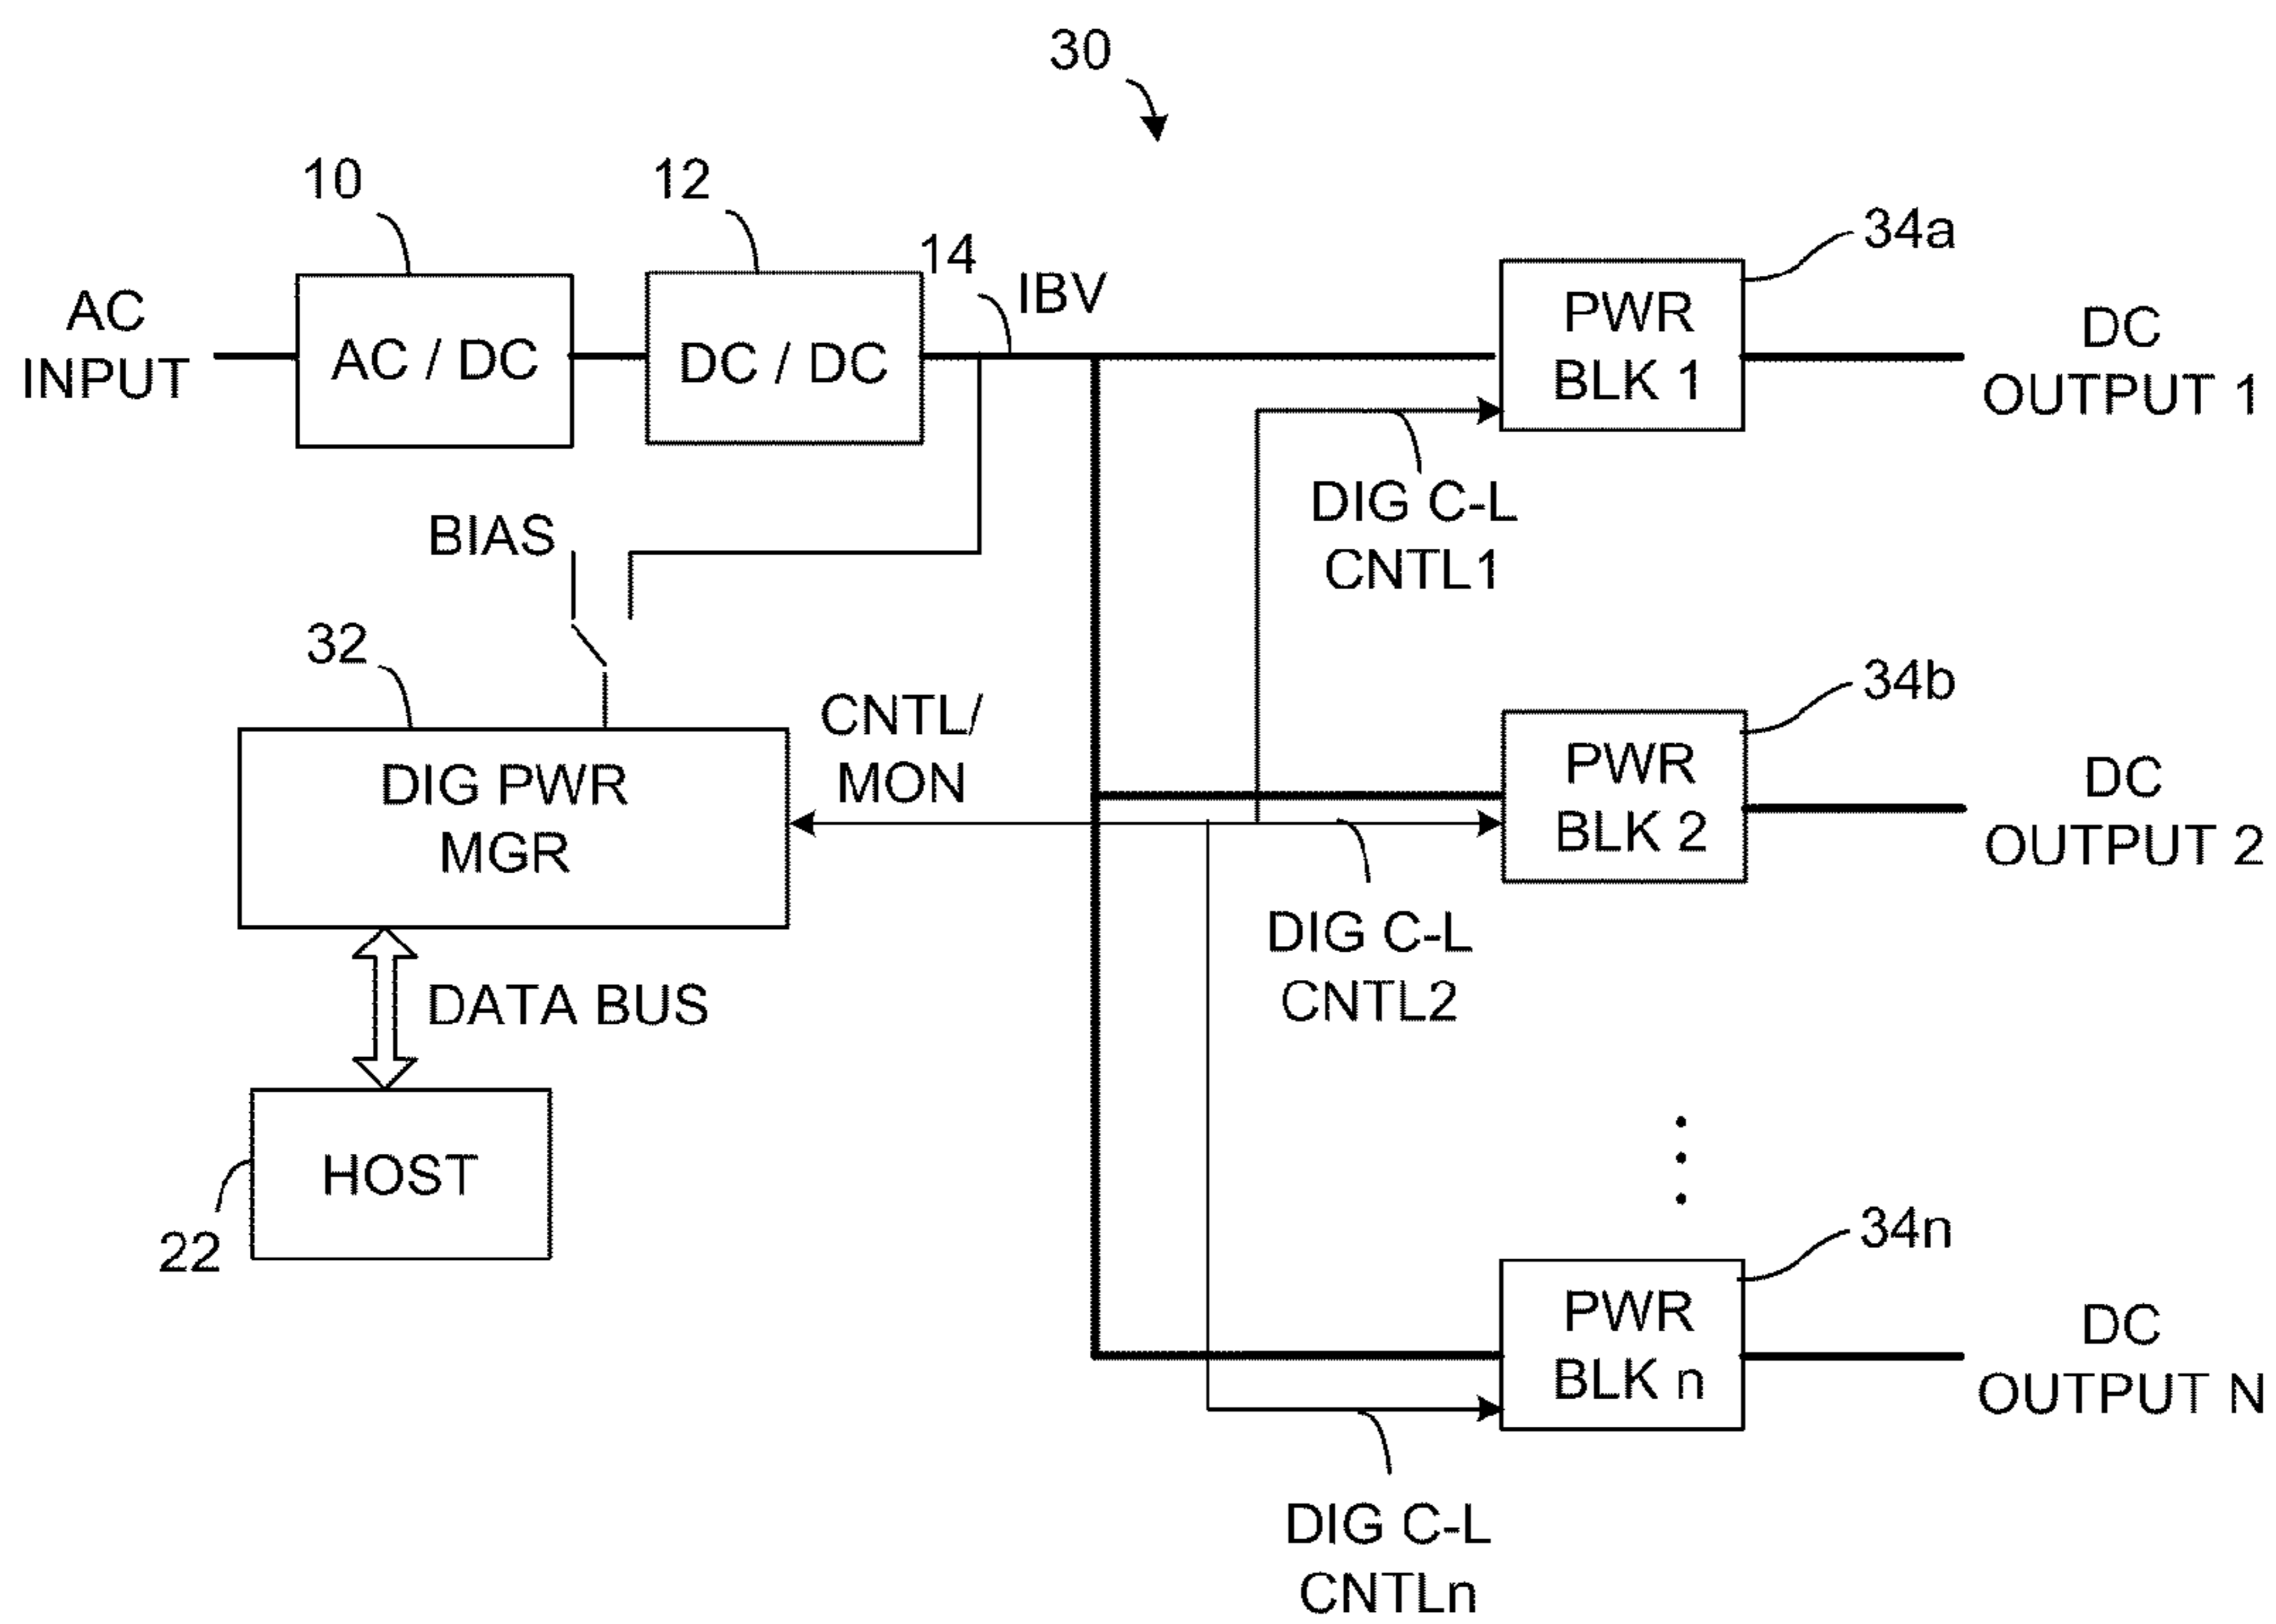 30
10
12
14
IBV
34a
AC
INPUT
AC / DC
DC / DC
PWR
BLK 1
DC
OUTPUT 1
DIG C-L
CNTL1
BIAS
32
34b
CNTL/
MON
DIG PWR
MGR
PWR
BLK 2
DC
OUTPUT 2
DIG C-L
CNTL2
DATA BUS
HOST
22
34n
PWR
BLK n
DC
OUTPUT N
DIG C-L
CNTLn